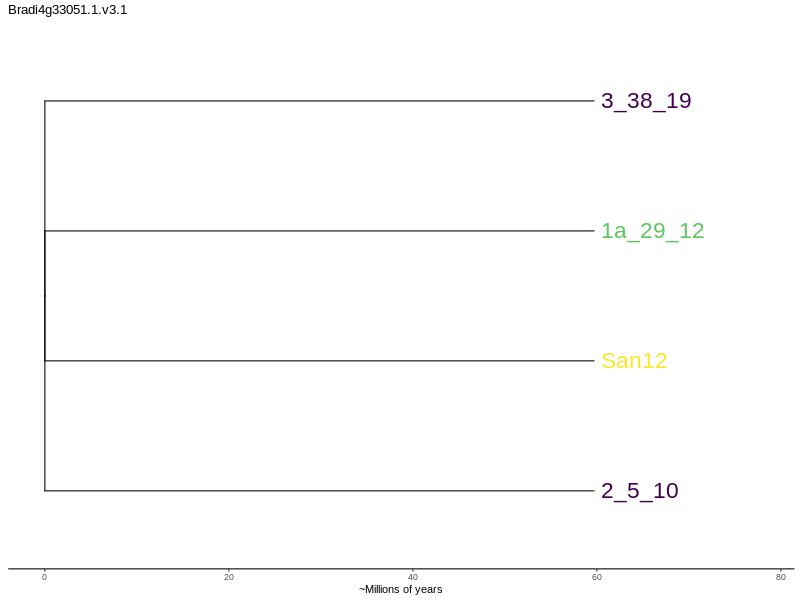 Bradi4g33051.1.v3.1
3_38_19
1a_29_12
San12
2_5_10
0 20 40 60 80
~Millions of years